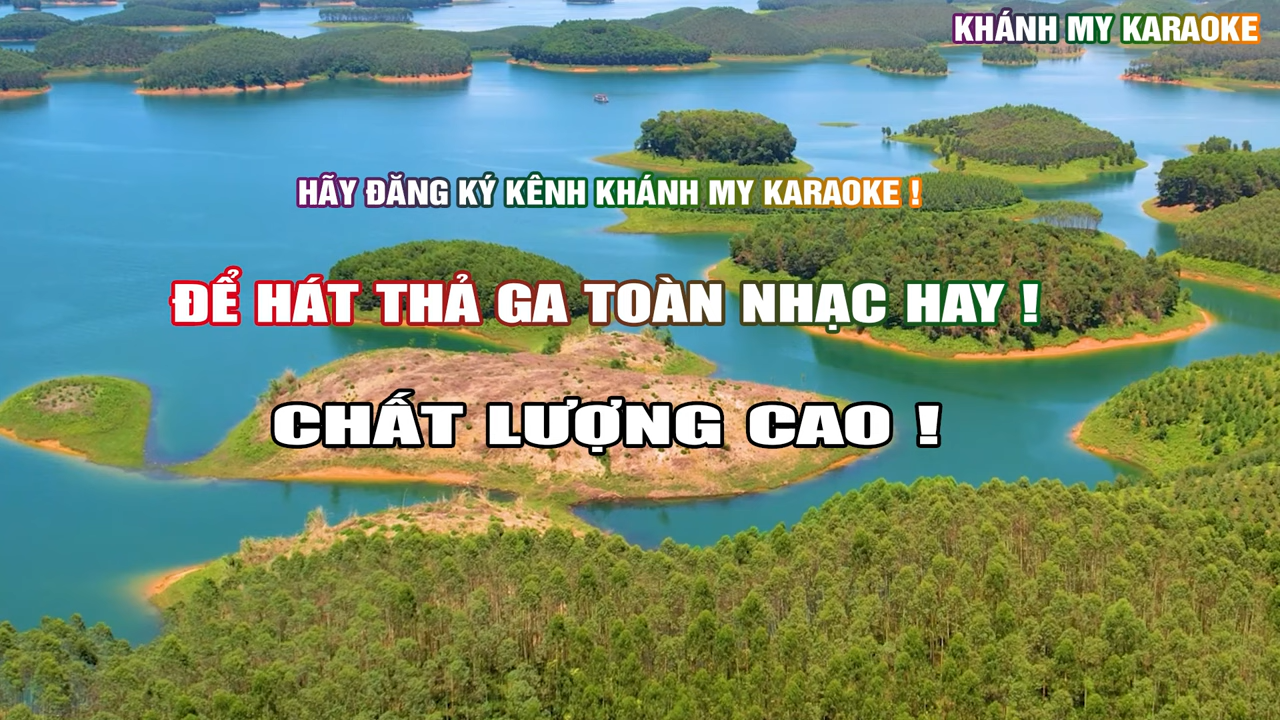 KHÁNH MY KARAOKE
HÃY ĐĂNG KÝ KÊNH KHÁNH MY KARAOKE !
ĐỂ HÁT THẢ GA TOÀN NHẠC HAY !
CHẤT LƯỢNG CAO !